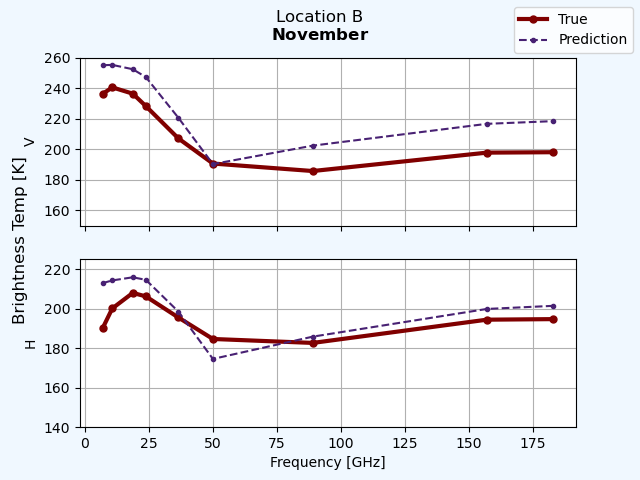 Location B
November
True
Prediction
260
240
220
200
180
160
V
Brightness Temp [K]
220
200
180
160
140
H
0 25 50 75 100 125 150 175
Frequency [GHz]